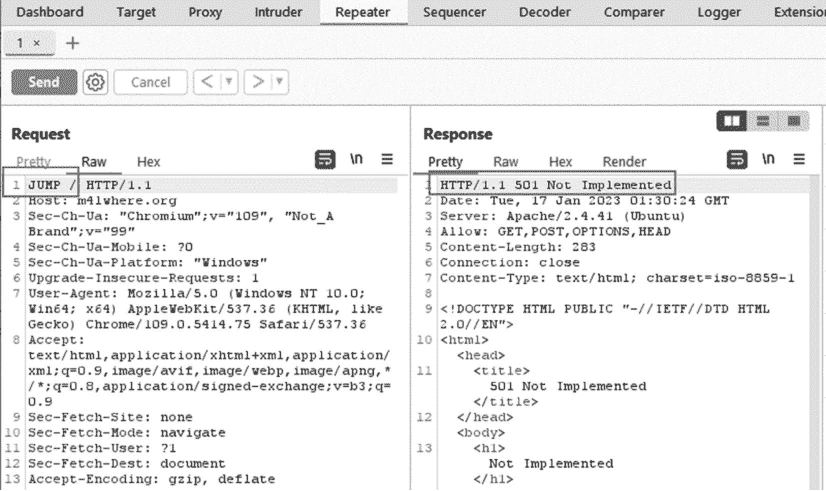 Dashboard Target Proxy Intruder Repeater Sequencer Decoder Comparer Logger Extension
1 × +
Send Cancel < >
Request
Pretty Raw Hex \n
1 JUMP / HTTP/1.1
2 Host: m4lwhere.org
3 Sec-Ch-Ua: "Chromium";v="109", "Not_A
Brand";v="99"
4 Sec-Ch-Ua-Mobile: ?0
5 Sec-Ch-Ua-Platform: "Windows"
6 Upgrade-Insecure-Requests: 1
7 User-Agent: Mozilla/5.0 (Windows NT 10.0;
Win64; x64) AppleWebKit/537.36 (KHTML, like
Gecko) Chrome/109.0.5414.75 Safari/537.36
8 Accept:
text/html,application/xhtml+xml,application/
xml;q=0.9,image/avif,image/webp,image/apng,*
/*;q=0.8,application/signed-exchange;v=b3;q=
0.9
9 Sec-Fetch-Site: none
10 Sec-Fetch-Mode: navigate
11 Sec-Fetch-User: ?1
12 Sec-Fetch-Dest: document
13 Accept-Encoding: gzip, deflate
Response
Pretty Raw Hex Render \n
1 HTTP/1.1 501 Not Implemented
2 Date: Tue, 17 Jan 2023 01:30:24 GMT
3 Server: Apache/2.4.41 (Ubuntu)
4 Allow: GET,POST,OPTIONS,HEAD
5 Content-Length: 283
6 Connection: close
7 Content-Type: text/html; charset=iso-8859-1
8
9 <!DOCTYPE HTML PUBLIC "-//IETF//DTD HTML
2.0//EN">
10 <html>
<head>
11 <title>
501 Not Implemented
</title>
12 </head>
<body>
13 <h1>
Not Implemented
</h1>